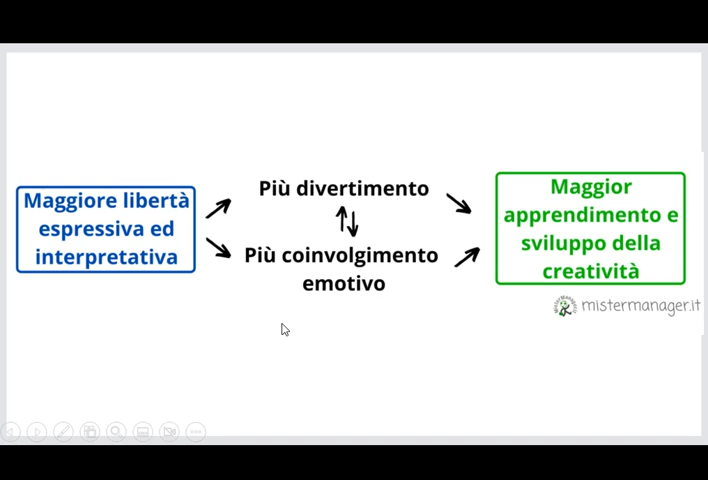 Maggiore libertà
espressiva ed
interpretativa
Più divertimento
Più coinvolgimento
emotivo
Maggior
apprendimento e
sviluppo della
creatività
mistermanager.it